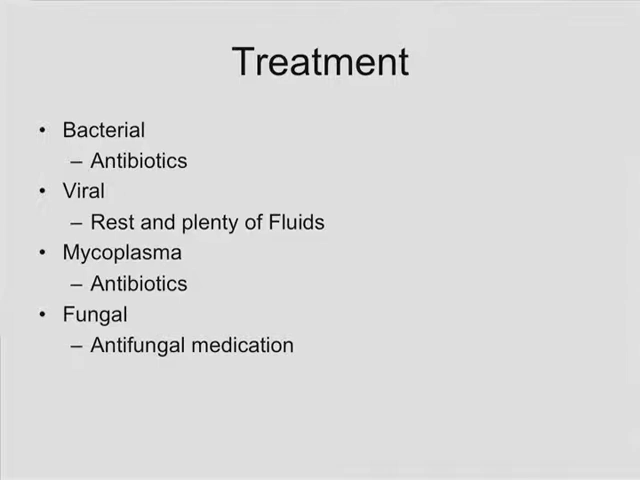 Treatment
• Bacterial
– Antibiotics
• Viral
– Rest and plenty of Fluids
• Mycoplasma
– Antibiotics
• Fungal
– Antifungal medication